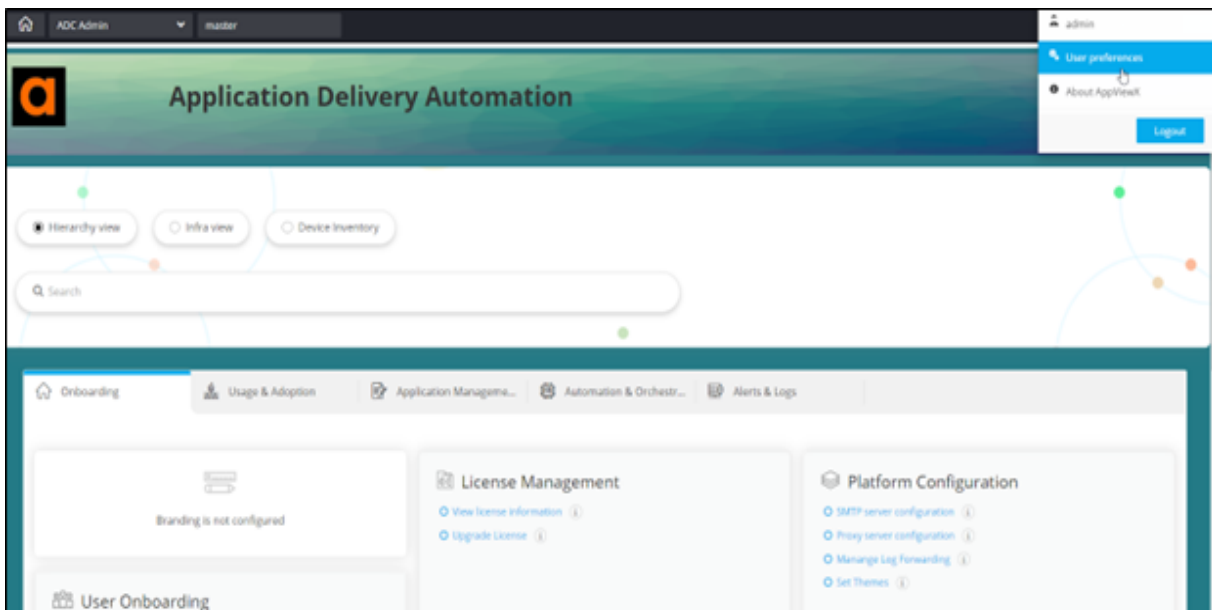 ADC Admin master
admin
User preferences
About AppViewX
Logout
a Application Delivery Automation
Hierarchy view Infra view Device Inventory
Search
Onboarding Usage & Adoption Application Manageme... Automation & Orchestr... Alerts & Logs
Branding is not configured
License Management
View license information
Upgrade License
Platform Configuration
SMTP server configuration
Proxy server configuration
Manange Log Forwarding
Set Themes
User Onboarding